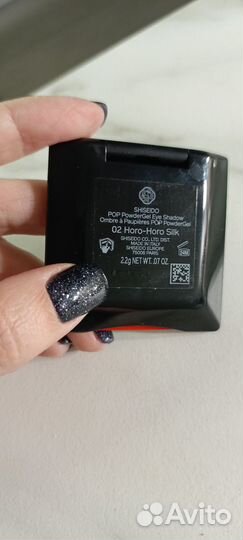 SHISEIDO
POP PowderGel Eye Shadow
Ombre à Paupières POP PowderGel
02 Horo-Horo Silk
SHISEIDO CO., LTD. DIST.
MADE IN ITALY
SHISEIDO EUROPE
75008 PARIS
24M
2.2g NET WT. .07 OZ.
Avito